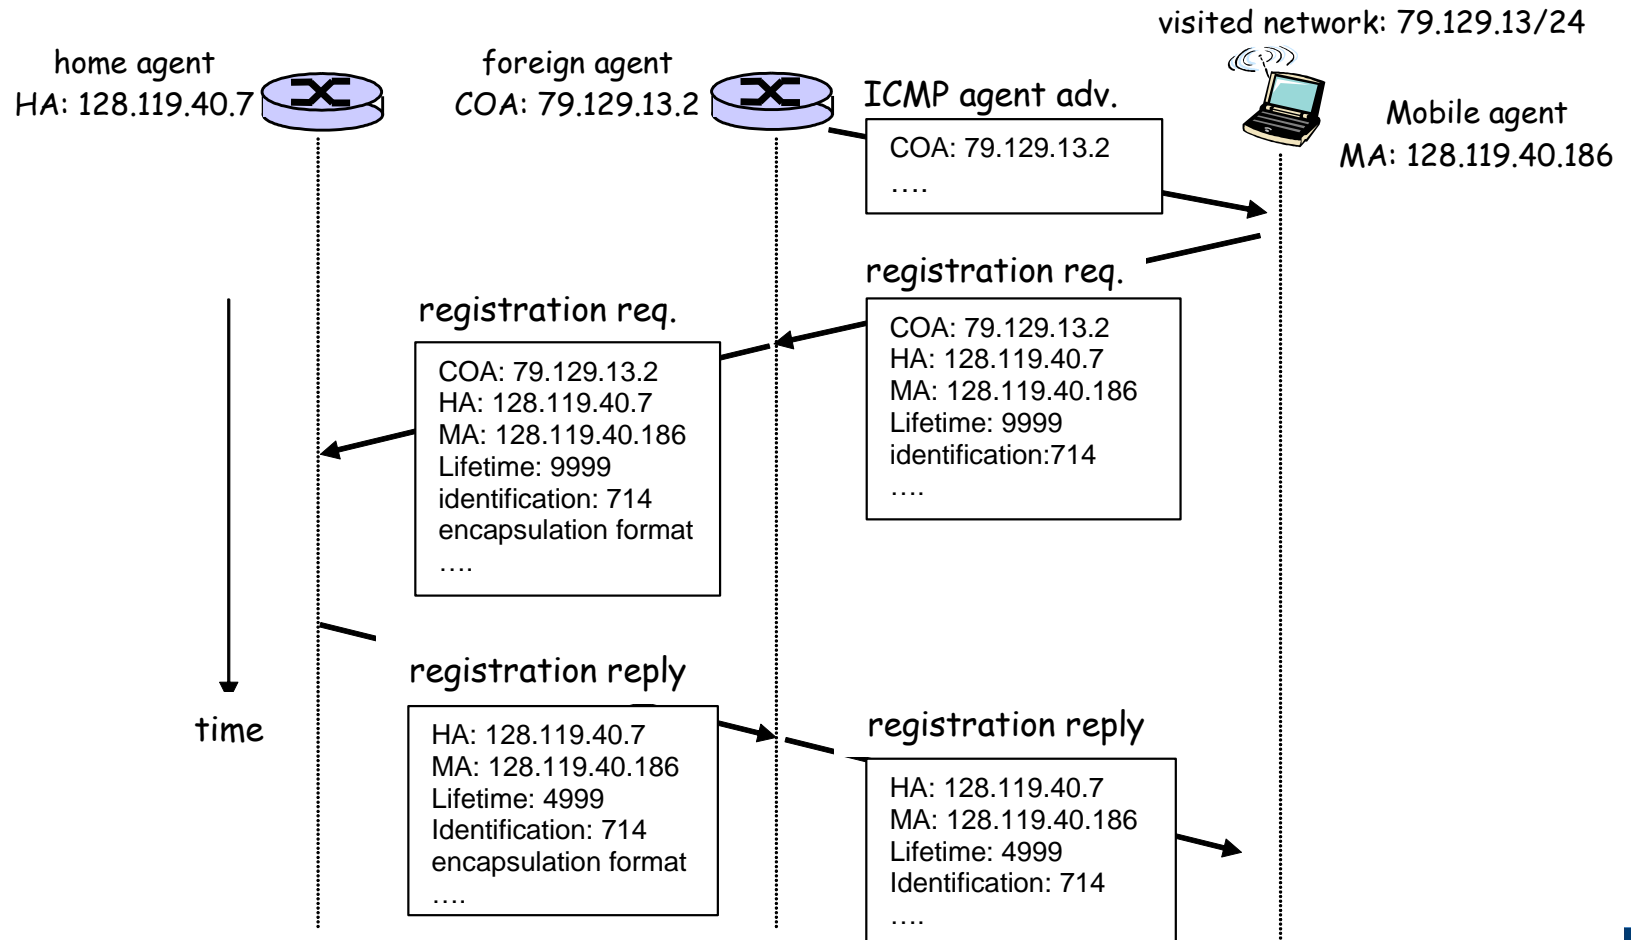 visited network: 79.129.13/24
home agent
HA: 128.119.40.7
foreign agent
COA: 79.129.13.2
ICMP agent adv.
Mobile agent
MA: 128.119.40.186
COA: 79.129.13.2
….
registration req.
COA: 79.129.13.2
HA: 128.119.40.7
MA: 128.119.40.186
Lifetime: 9999
identification:714
….
registration req.
COA: 79.129.13.2
HA: 128.119.40.7
MA: 128.119.40.186
Lifetime: 9999
identification: 714
encapsulation format
….
time
registration reply
HA: 128.119.40.7
MA: 128.119.40.186
Lifetime: 4999
Identification: 714
encapsulation format
….
registration reply
HA: 128.119.40.7
MA: 128.119.40.186
Lifetime: 4999
Identification: 714
….